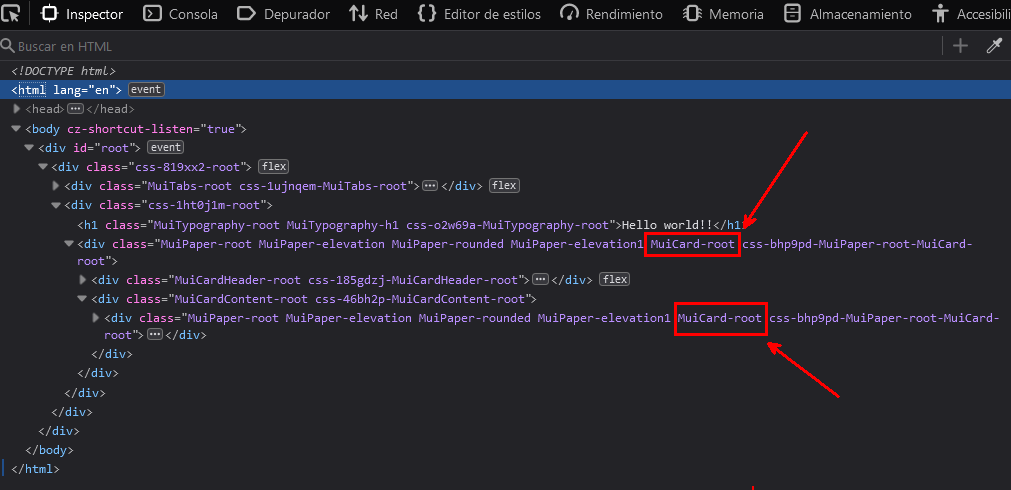 Inspector Consola Depurador Red Editor de estilos Rendimiento Memoria Almacenamiento Accesibili
Buscar en HTML
<!DOCTYPE html>
<html lang="en"> event
<head> ··· </head>
<body cz-shortcut-listen="true">
<div id="root"> event
<div class="css-819xx2-root"> flex
<div class="MuiTabs-root css-1ujnqem-MuiTabs-root"> ··· </div> flex
<div class="css-1ht0j1m-root">
<h1 class="MuiTypography-root MuiTypography-h1 css-o2w69a-MuiTypography-root">Hello world!!</h1>
<div class="MuiPaper-root MuiPaper-elevation MuiPaper-rounded MuiPaper-elevation1 MuiCard-root css-bhp9pd-MuiPaper-root-MuiCard-
root">
<div class="MuiCardHeader-root css-185gdzj-MuiCardHeader-root"> ··· </div> flex
<div class="MuiCardContent-root css-46bh2p-MuiCardContent-root">
<div class="MuiPaper-root MuiPaper-elevation MuiPaper-rounded MuiPaper-elevation1 MuiCard-root css-bhp9pd-MuiPaper-root-MuiCard-
root"> ··· </div>
</div>
</div>
</div>
</div>
</div>
</body>
</html>